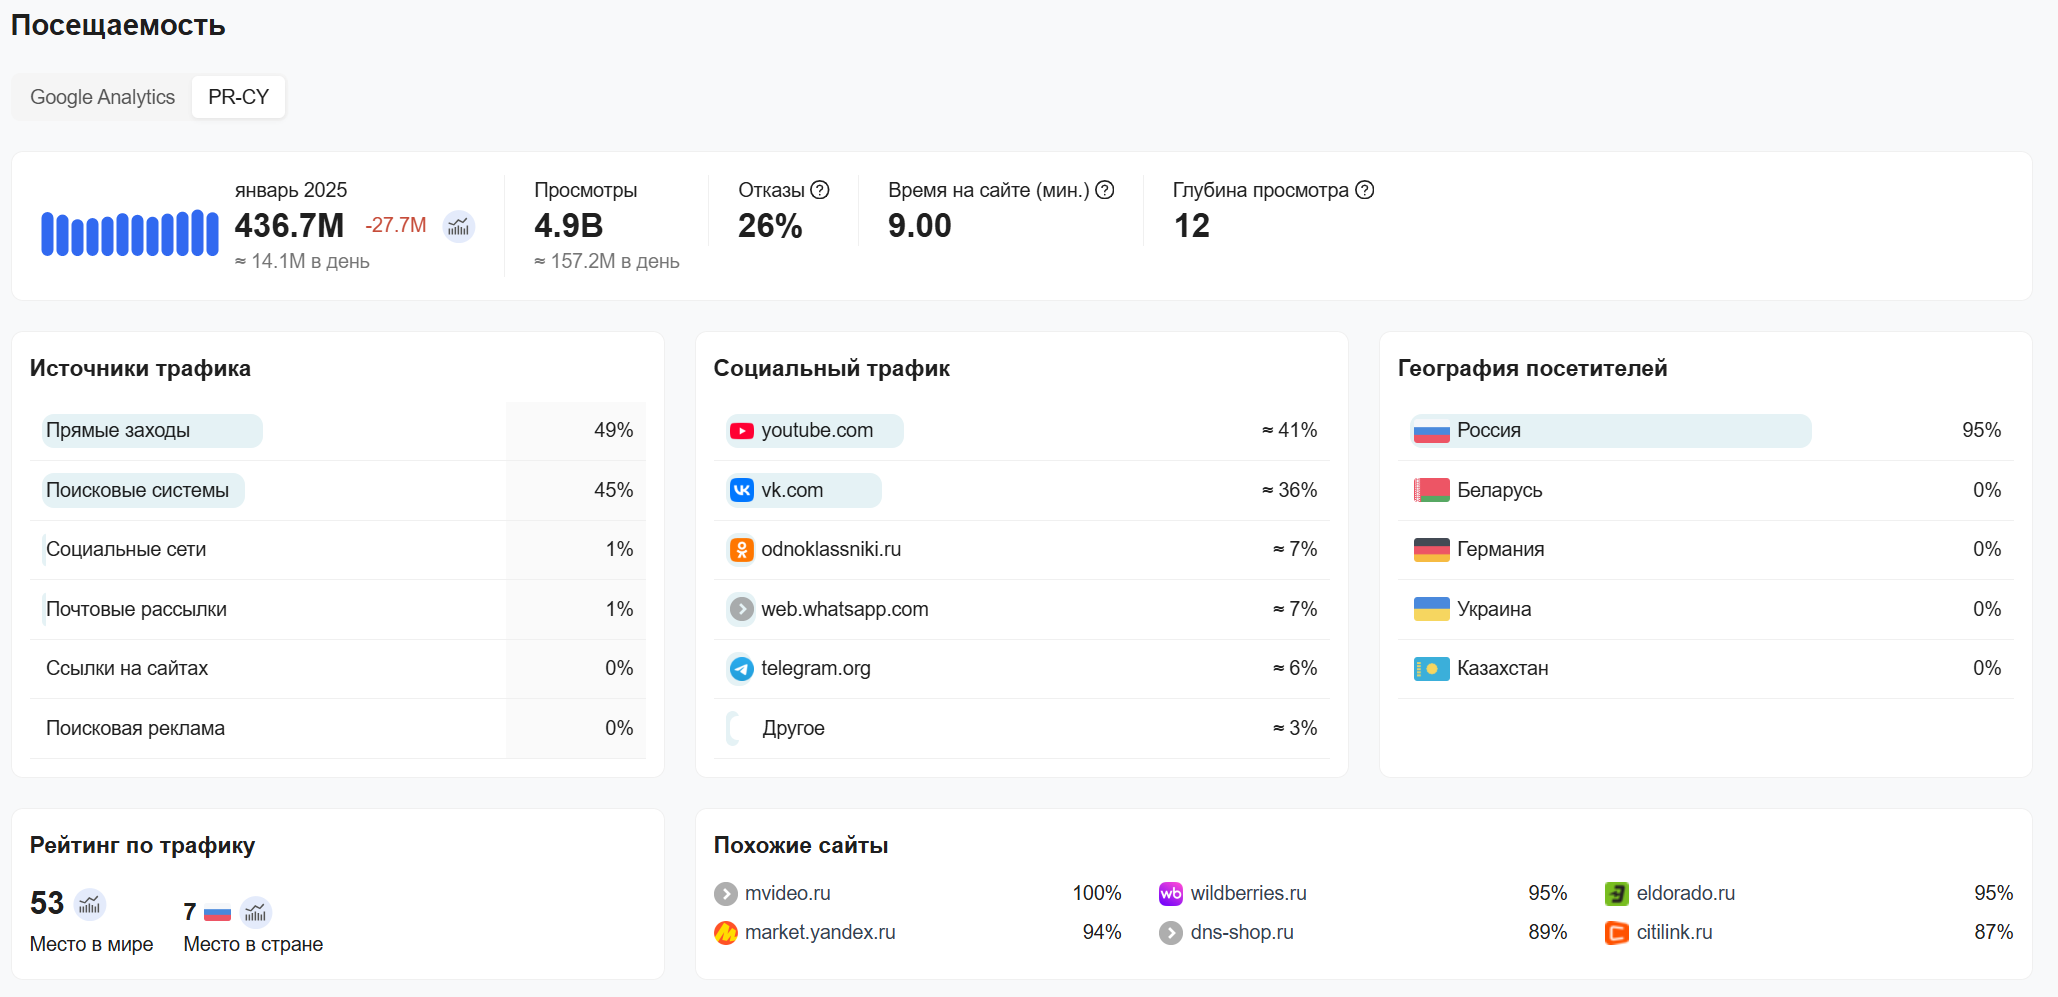 Посещаемость
Google Analytics
PR-CY
январь 2025
436.7M -27.7M
≈ 14.1M в день
Просмотры
4.9B
≈ 157.2M в день
Отказы ?
26%
Время на сайте (мин.) ?
9.00
Глубина просмотра ?
12
Источники трафика
Прямые заходы 49%
Поисковые системы 45%
Социальные сети 1%
Почтовые рассылки 1%
Ссылки на сайтах 0%
Поисковая реклама 0%
Социальный трафик
youtube.com ≈ 41%
vk.com ≈ 36%
odnoklassniki.ru ≈ 7%
web.whatsapp.com ≈ 7%
telegram.org ≈ 6%
Другое ≈ 3%
География посетителей
Россия 95%
Беларусь 0%
Германия 0%
Украина 0%
Казахстан 0%
Рейтинг по трафику
53
Место в мире
7
Место в стране
Похожие сайты
mvideo.ru 100%
wb wildberries.ru 95%
eldorado.ru 95%
market.yandex.ru 94%
dns-shop.ru 89%
citilink.ru 87%